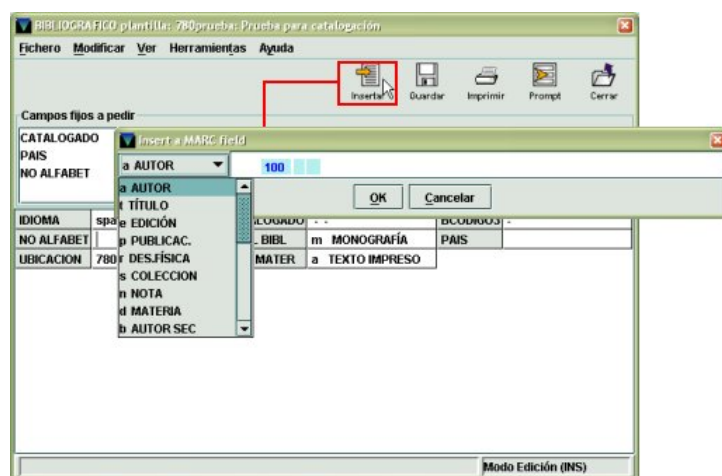 BIBLIOGRAFICO plantilla: 780prueba: Prueba para catalogación
Fichero Modificar Ver Herramientas Ayuda
Insertar Guardar Imprimir Prompt Cerrar
Campos fijos a pedir
CATALOGADO
PAIS
NO ALFABET
Insert a MARC field
a AUTOR 100
OK Cancelar
a AUTOR
t TÍTULO
e EDICIÓN
p PUBLICAC.
r DES.FÍSICA
s COLECCION
n NOTA
d MATERIA
b AUTOR SEC
IDIOMA spa - - BCODIGO3 -
NO ALFABET BIBL m MONOGRAFÍA PAIS
UBICACION 780 MATER a TEXTO IMPRESO
Modo Edición (INS)